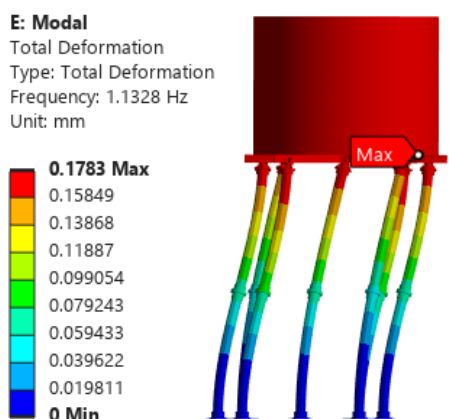 E: Modal
Total Deformation
Type: Total Deformation
Frequency: 1.1328 Hz
Unit: mm
0.1783 Max
0.15849
0.13868
0.11887
0.099054
0.079243
0.059433
0.039622
0.019811
0 Min
Max